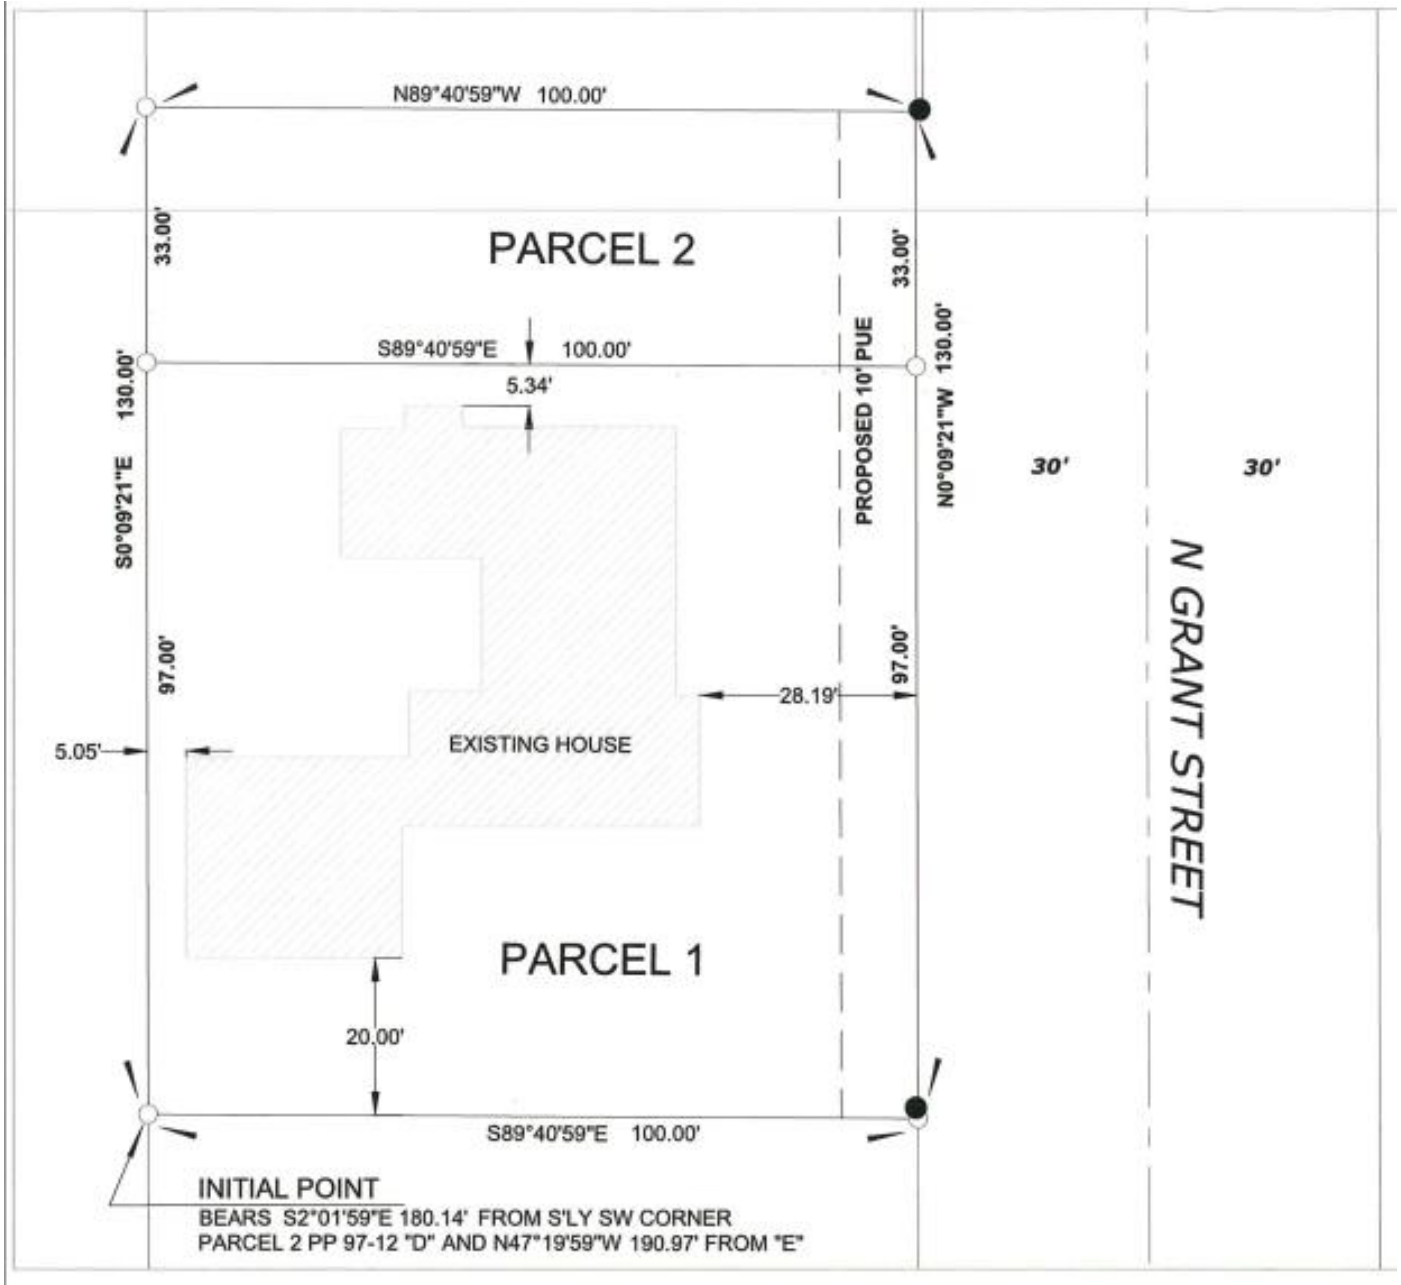 N89°40'59"W 100.00'
33.00'
PARCEL 2
33.00'
S89°40'59"E 100.00'
5.34'
S0°09'21"E 130.00'
PROPOSED 10' PUE
N0°09'21"W 130.00'
30'
30'
N GRANT STREET
97.00'
97.00'
28.19'
EXISTING HOUSE
5.05'
PARCEL 1
20.00'
S89°40'59"E 100.00'
INITIAL POINT
BEARS S2°01'59"E 180.14' FROM S'LY SW CORNER
PARCEL 2 PP 97-12 "D" AND N47°19'59"W 190.97' FROM "E"